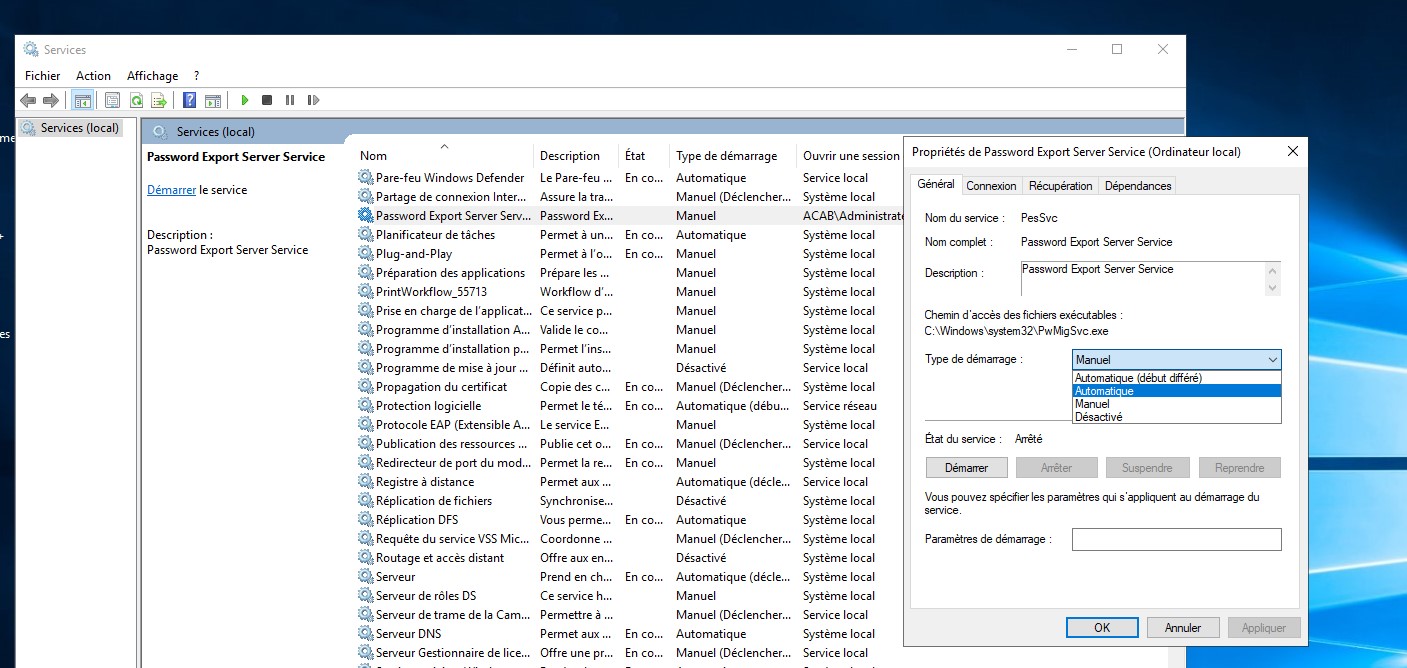 Services
Fichier Action Affichage ?
Services (local)
Services (local)
Password Export Server Service
Démarrer le service
Description :
Password Export Server Service
Nom Description État Type de démarrage Ouvrir une session
Pare-feu Windows Defender Le Pare-feu ... En co... Automatique Service local
Partage de connexion Inter... Assure la tra... Manuel (Déclencher... Système local
Password Export Server Serv... Password Ex... Manuel ACAB\Administrate
Planificateur de tâches Permet à un... En co... Automatique Système local
Plug-and-Play Permet à l'o... En co... Manuel Système local
Préparation des applications Prépare les ... Manuel Système local
PrintWorkflow_55713 Workflow d'... Manuel Système local
Prise en charge de l'applicat... Ce service p... Manuel Système local
Programme d'installation A... Valide le co... Manuel Système local
Programme d'installation p... Permet l'ins... Manuel Système local
Programme de mise à jour ... Définit auto... Désactivé Service local
Propagation du certificat Copie des c... En co... Manuel (Déclencher... Système local
Protection logicielle Permet le té... En co... Automatique (débu... Service réseau
Protocole EAP (Extensible A... Le service E... Manuel Système local
Publication des ressources ... Publie cet o... En co... Manuel (Déclencher... Service local
Redirecteur de port du mod... Permet la re... En co... Manuel Système local
Registre à distance Permet aux ... Automatique (décle... Service local
Réplication de fichiers Synchronise... Désactivé Système local
Réplication DFS Vous perme... En co... Automatique Système local
Requête du service VSS Mic... Coordonne ... Manuel (Déclencher... Système local
Routage et accès distant Offre aux en... Désactivé Système local
Serveur Prend en ch... En co... Automatique (décle... Système local
Serveur de rôles DS Ce service h... Manuel Système local
Serveur de trame de la Cam... Permettre à ... Manuel (Déclencher... Service local
Serveur DNS Permet aux ... En co... Automatique Système local
Serveur Gestionnaire de lice... Offre une pr... En co... Manuel (Déclencher... Service local
Propriétés de Password Export Server Service (Ordinateur local)
Général Connexion Récupération Dépendances
Nom du service : PesSvc
Nom complet : Password Export Server Service
Description : Password Export Server Service
Chemin d'accès des fichiers exécutables :
C:\Windows\system32\PwMigSvc.exe
Type de démarrage : Manuel
Automatique (début différé)
Automatique
Manuel
Désactivé
État du service : Arrêté
Démarrer Arrêter Suspendre Reprendre
Vous pouvez spécifier les paramètres qui s'appliquent au démarrage du
service.
Paramètres de démarrage :
OK Annuler Appliquer